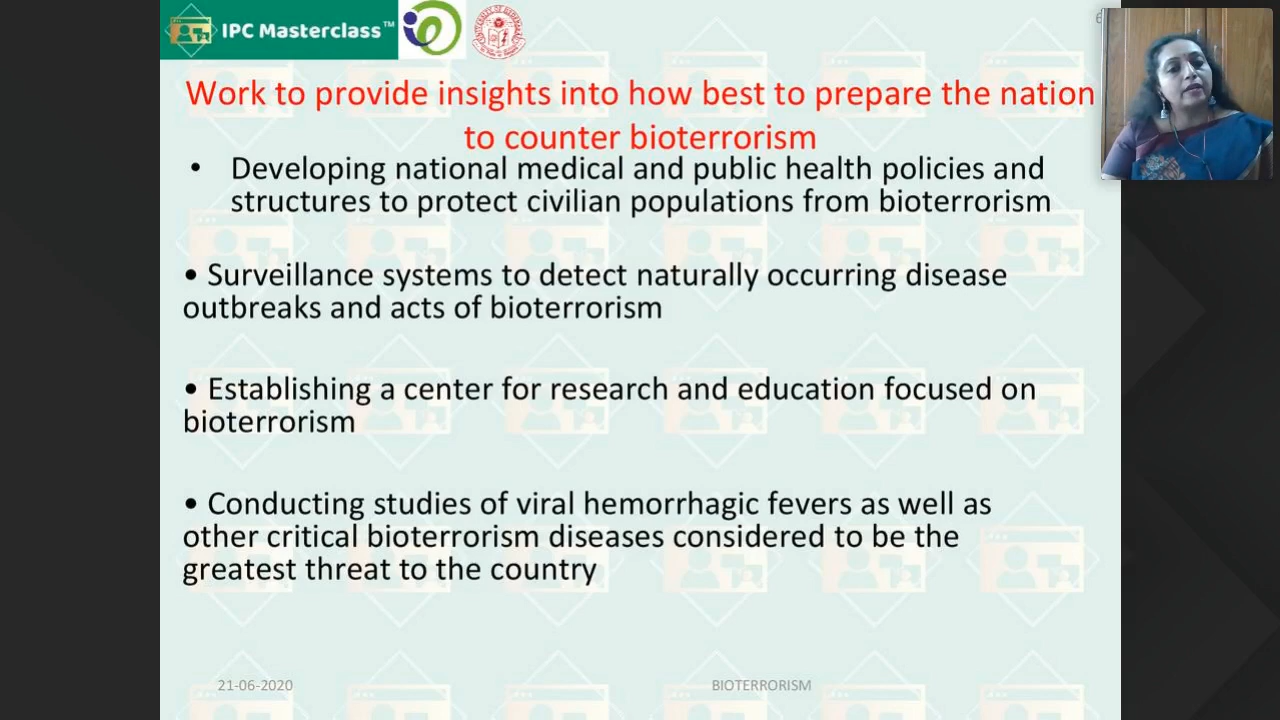 IPC Masterclass™
6
Work to provide insights into how best to prepare the nation
to counter bioterrorism
• Developing national medical and public health policies and
structures to protect civilian populations from bioterrorism
• Surveillance systems to detect naturally occurring disease
outbreaks and acts of bioterrorism
• Establishing a center for research and education focused on
bioterrorism
• Conducting studies of viral hemorrhagic fevers as well as
other critical bioterrorism diseases considered to be the
greatest threat to the country
21-06-2020
BIOTERRORISM